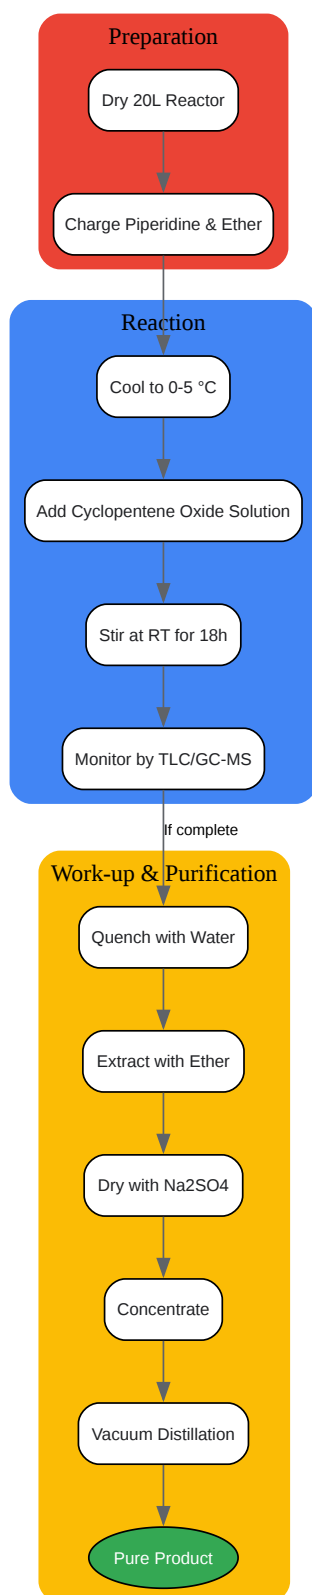 Preparation
Dry 20L Reactor
Charge Piperidine & Ether
Reaction
Cool to 0-5 °C
Add Cyclopentene Oxide Solution
Stir at RT for 18h
Monitor by TLC/GC-MS
If complete
Work-up & Purification
Quench with Water
Extract with Ether
Dry with Na2SO4
Concentrate
Vacuum Distillation
Pure Product